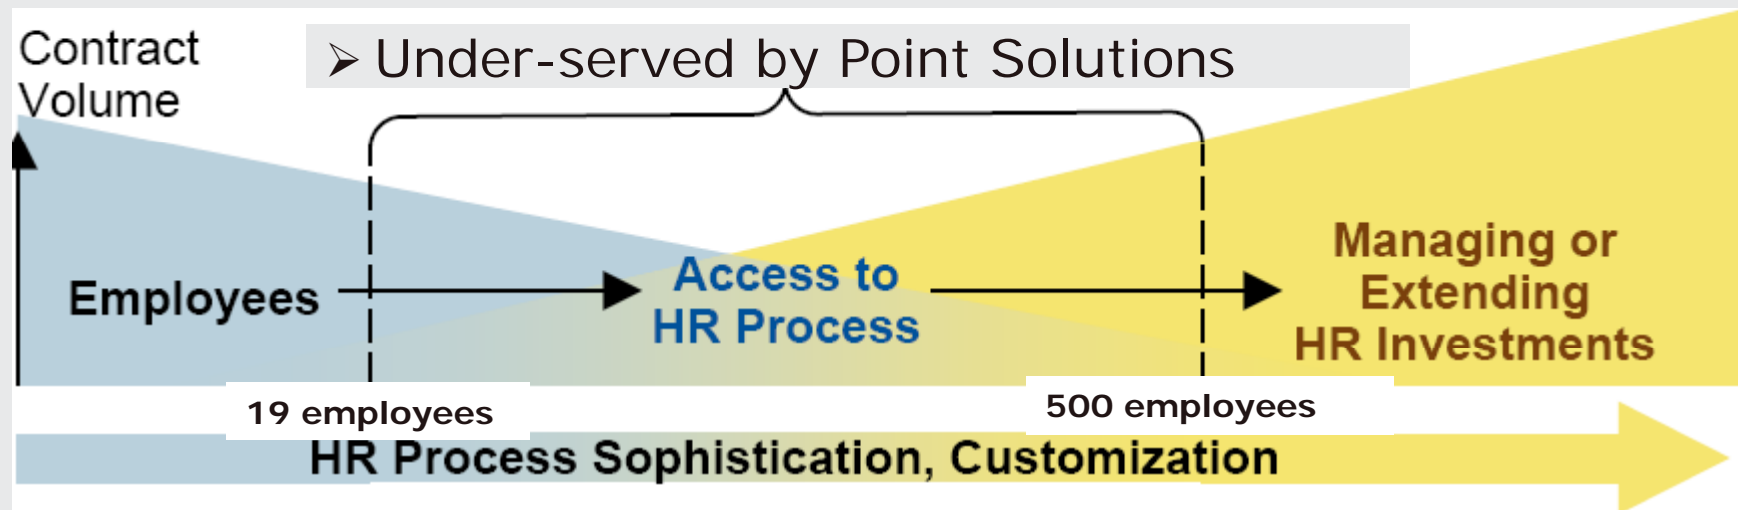 Contract
Volume
➢ Under-served by Point Solutions
Employees
Access to
HR Process
Managing or
Extending
HR Investments
19 employees
500 employees
HR Process Sophistication, Customization